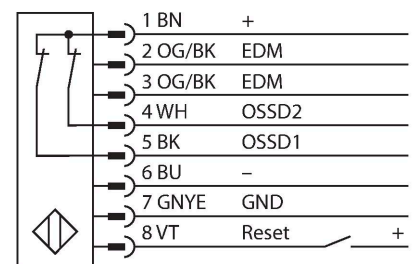 1 BN +
2 OG/BK EDM
3 OG/BK EDM
4 WH OSSD2
5 BK OSSD1
6 BU –
7 GNYE GND
8 VT Reset +